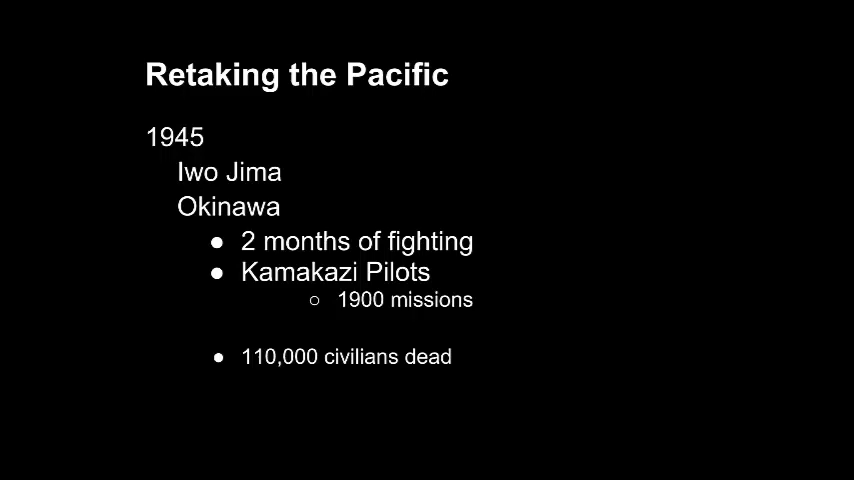 Retaking the Pacific
1945
Iwo Jima
Okinawa
● 2 months of fighting
● Kamakazi Pilots
○ 1900 missions
● 110,000 civilians dead